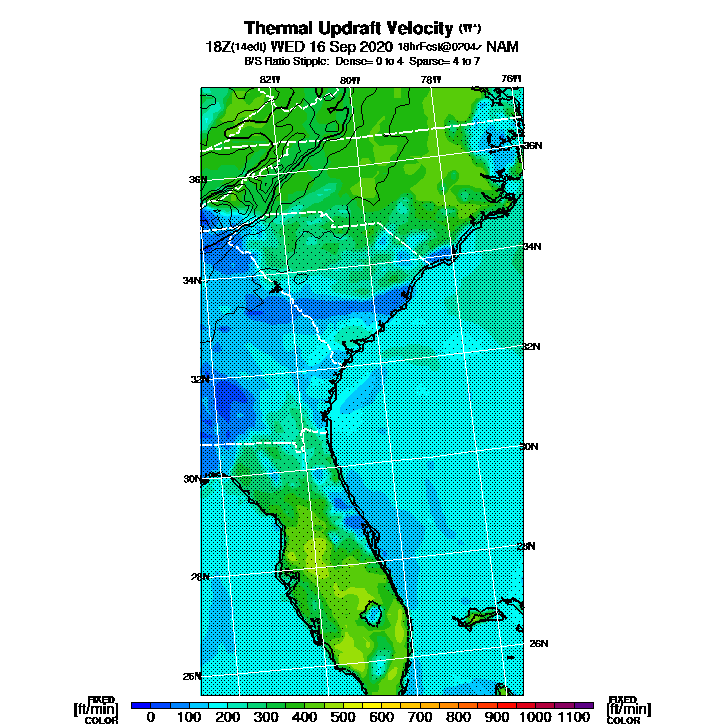 Thermal Updraft Velocity (W*)
18Z(14edt) WED 16 Sep 2020 18hrFcst@0204z NAM
B/S Ratio Stipple: Dense= 0 to 4 Sparse= 4 to 7
82W 80W 78W 76W
36N
36N
34N
34N
32N
32N
30N
30N
28N
28N
26N
26N
FIXED FIXED
[ft/min] [ft/min]
COLOR COLOR
0 100 200 300 400 500 600 700 800 900 1000 1100